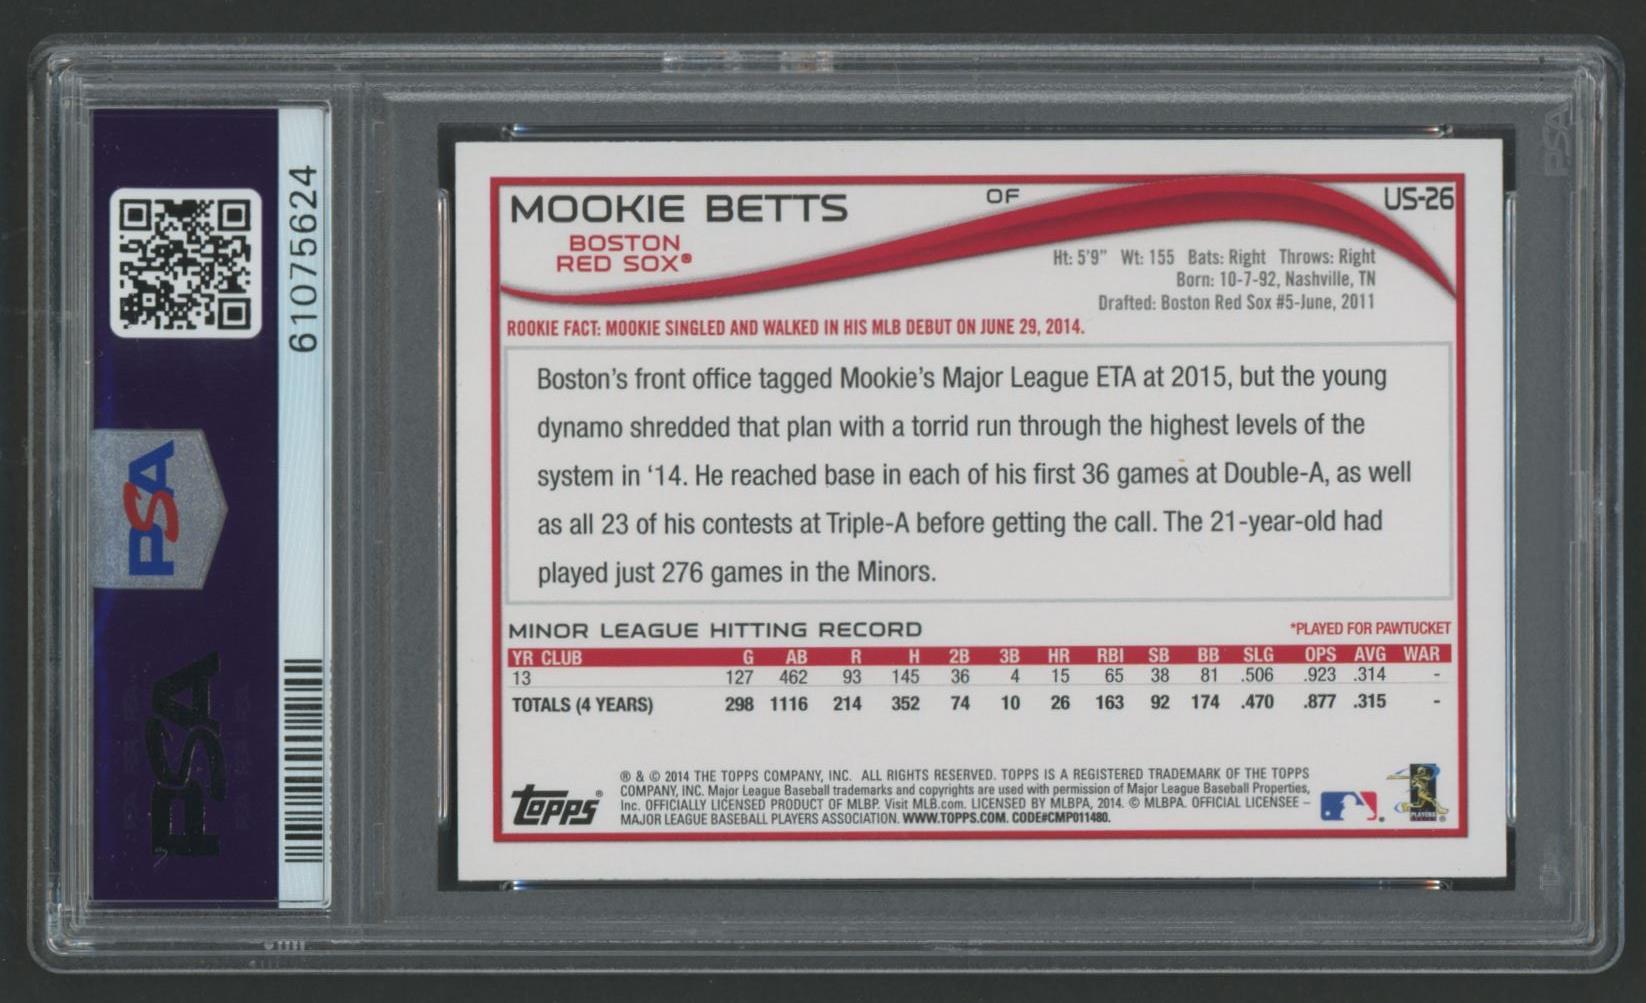 61075624
PSA
PSA
PSA
MOOKIE BETTS OF US-26
BOSTON
RED SOX®
Ht: 5'9" Wt: 155 Bats: Right Throws: Right
Born: 10-7-92, Nashville, TN
Drafted: Boston Red Sox #5-June, 2011
ROOKIE FACT: MOOKIE SINGLED AND WALKED IN HIS MLB DEBUT ON JUNE 29, 2014.
Boston's front office tagged Mookie's Major League ETA at 2015, but the young
dynamo shredded that plan with a torrid run through the highest levels of the
system in '14. He reached base in each of his first 36 games at Double-A, as well
as all 23 of his contests at Triple-A before getting the call. The 21-year-old had
played just 276 games in the Minors.
MINOR LEAGUE HITTING RECORD *PLAYED FOR PAWTUCKET
YR CLUB G AB R H 2B 3B HR RBI SB BB SLG OPS AVG WAR
13 127 462 93 145 36 4 15 65 38 81 .506 .923 .314 -
TOTALS (4 YEARS) 298 1116 214 352 74 10 26 163 92 174 .470 .877 .315 -
Topps®
® & © 2014 THE TOPPS COMPANY, INC. ALL RIGHTS RESERVED. TOPPS IS A REGISTERED TRADEMARK OF THE TOPPS
COMPANY, INC. Major League Baseball trademarks and copyrights are used with permission of Major League Baseball Properties,
Inc. OFFICIALLY LICENSED PRODUCT OF MLBP. Visit MLB.com. LICENSED BY MLBPA, 2014. © MLBPA. OFFICIAL LICENSEE –
MAJOR LEAGUE BASEBALL PLAYERS ASSOCIATION. WWW.TOPPS.COM. CODE#CMP011480.
PLAYERS